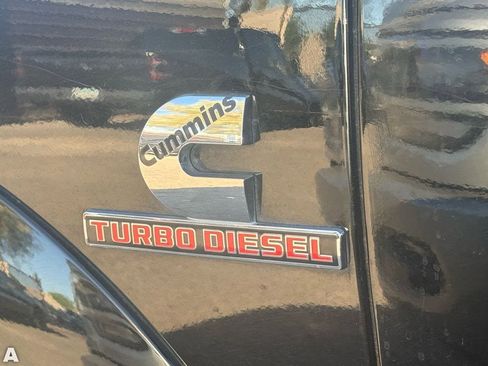 Cummins
TURBO DIESEL
A